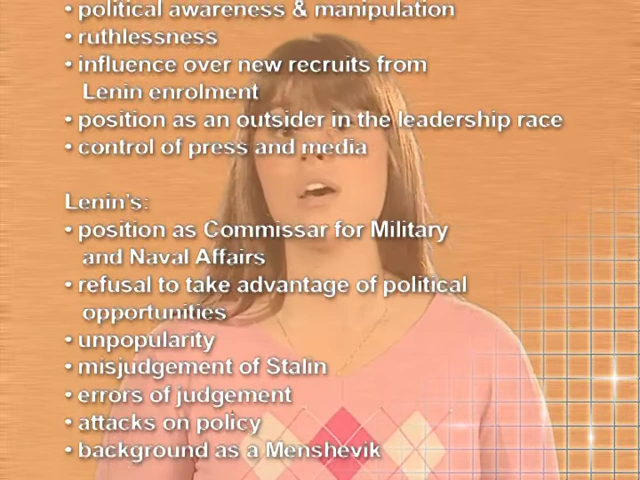 • political awareness & manipulation
• ruthlessness
• influence over new recruits from
Lenin enrolment
• position as an outsider in the leadership race
• control of press and media
Lenin's:
• position as Commissar for Military
and Naval Affairs
• refusal to take advantage of political
opportunities
• unpopularity
• misjudgement of Stalin
• errors of judgement
• attacks on policy
• background as a Menshevik